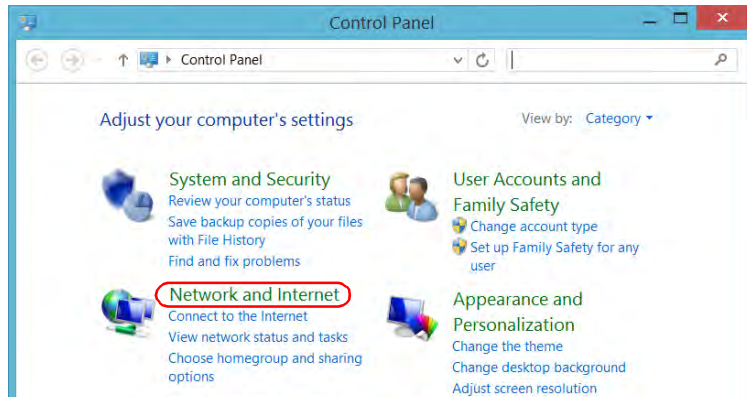 Control Panel
Control Panel
Adjust your computer's settings
View by: Category
System and Security
Review your computer's status
Save backup copies of your files
with File History
Find and fix problems
User Accounts and
Family Safety
Change account type
Set up Family Safety for any
user
Network and Internet
Connect to the Internet
View network status and tasks
Choose homegroup and sharing
options
Appearance and
Personalization
Change the theme
Change desktop background
Adjust screen resolution